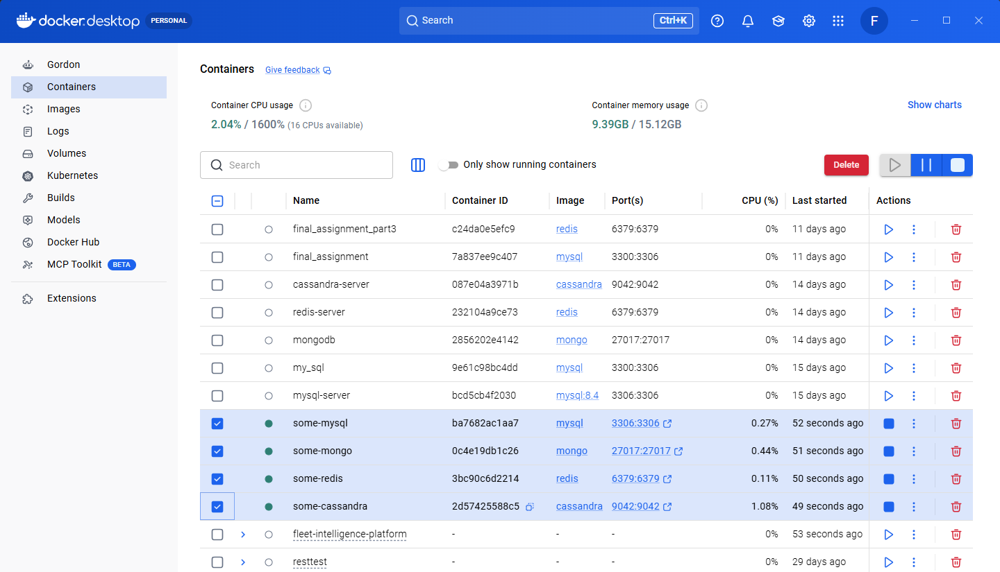 docker.desktop PERSONAL Search Ctrl+K F
Gordon
Containers
Images
Logs
Volumes
Kubernetes
Builds
Models
Docker Hub
MCP Toolkit BETA
Extensions
Containers Give feedback
Container CPU usage
2.04% / 1600% (16 CPUs available)
Container memory usage
9.39GB / 15.12GB
Show charts
Search Only show running containers Delete
Name Container ID Image Port(s) CPU (%) Last started Actions
final_assignment_part3 c24da0e5efc9 redis 6379:6379 0% 11 days ago
final_assignment 7a837ee9c407 mysql 3300:3306 0% 11 days ago
cassandra-server 087e04a3971b cassandra 9042:9042 0% 14 days ago
redis-server 232104a9ce73 redis 6379:6379 0% 14 days ago
mongodb 2856202e4142 mongo 27017:27017 0% 14 days ago
my_sql 9e61c98bc4dd mysql 3300:3306 0% 15 days ago
mysql-server bcd5cb4f2030 mysql:8.4 3306:3306 0% 15 days ago
some-mysql ba7682ac1aa7 mysql 3306:3306 0.27% 52 seconds ago
some-mongo 0c4e19db1c26 mongo 27017:27017 0.44% 51 seconds ago
some-redis 3bc90c6d2214 redis 6379:6379 0.11% 50 seconds ago
some-cassandra 2d57425588c5 cassandra 9042:9042 1.08% 49 seconds ago
fleet-intelligence-platform - - - 0% 53 seconds ago
resttest - - - 0% 29 days ago